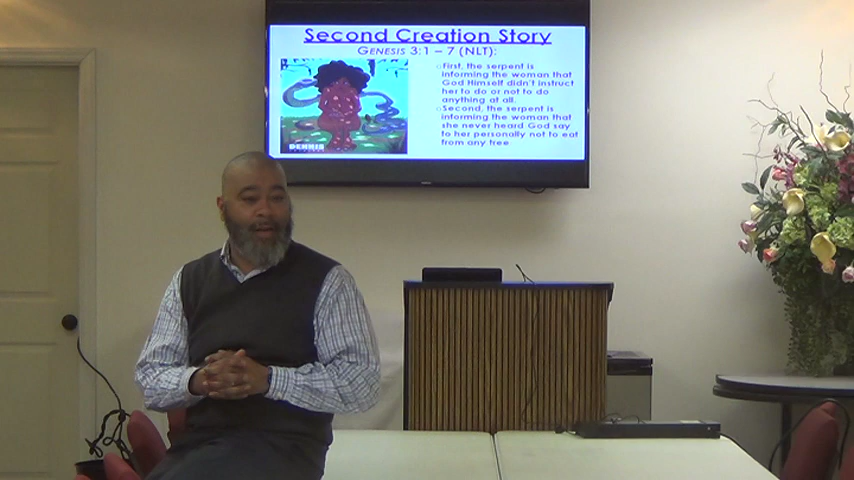 Second Creation Story
GENESIS 3:1 – 7 (NLT):
First, the serpent is
informing the woman that
God Himself didn't instruct
her to do or not to do
anything at all.
Second, the serpent is
informing the woman that
she never heard God say
to her personally not to eat
from any tree
DENNIS